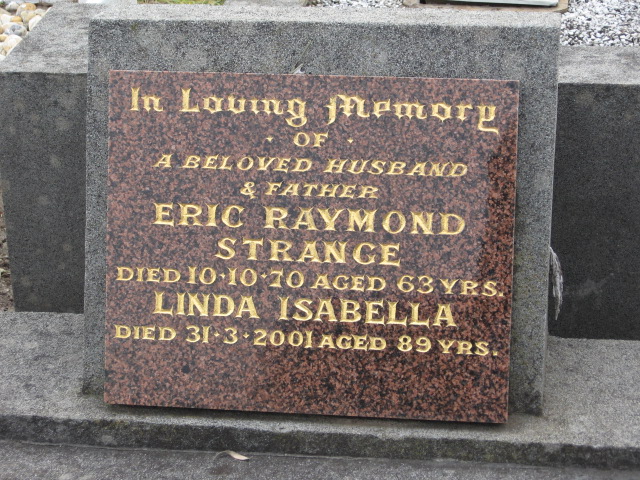 In Loving Memory
· OF ·
A BELOVED HUSBAND
& FATHER
ERIC RAYMOND
STRANGE
DIED 10·10·70 AGED 63 YRS.
LINDA ISABELLA
DIED 31·3·2001 AGED 89 YRS.